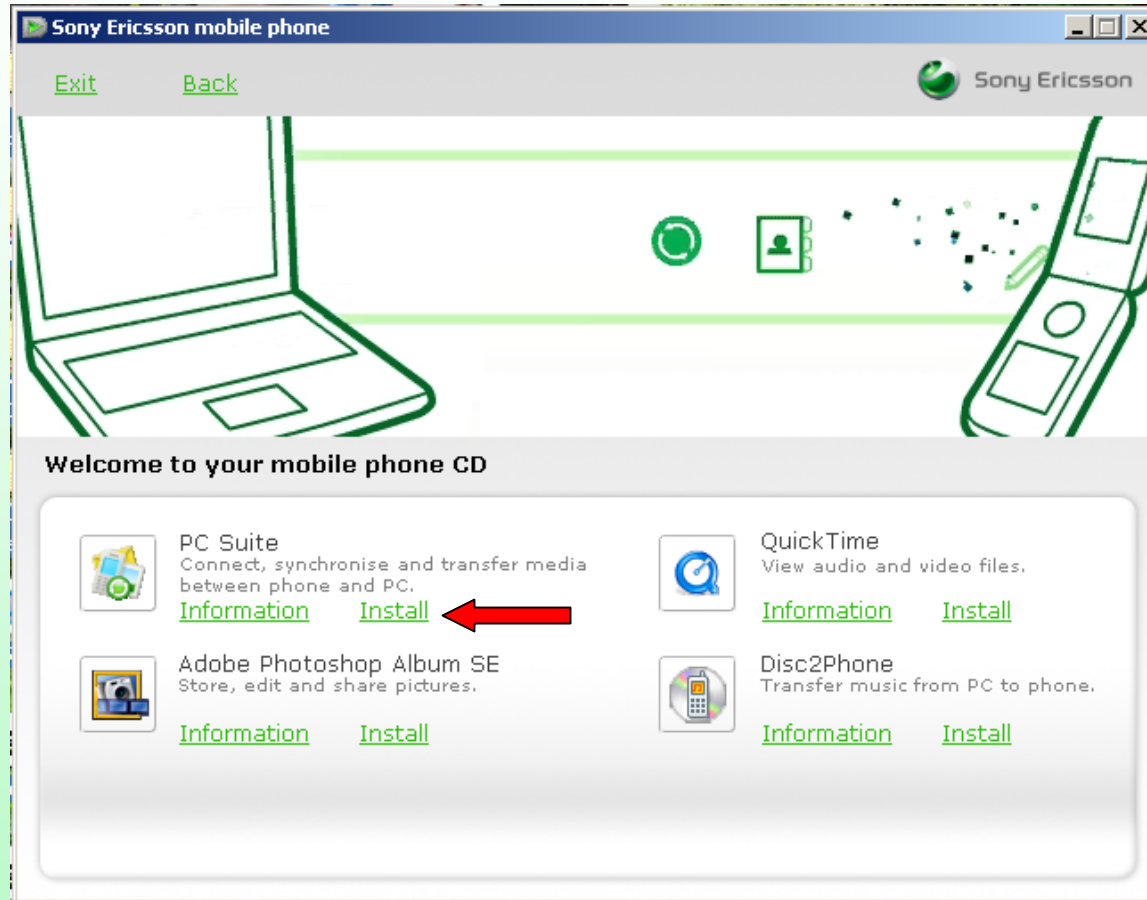 Sony Ericsson mobile phone
Exit Back
Sony Ericsson
Welcome to your mobile phone CD
PC Suite
Connect, synchronise and transfer media
between phone and PC.
Information Install
QuickTime
View audio and video files.
Information Install
Adobe Photoshop Album SE
Store, edit and share pictures.
Information Install
Disc2Phone
Transfer music from PC to phone.
Information Install